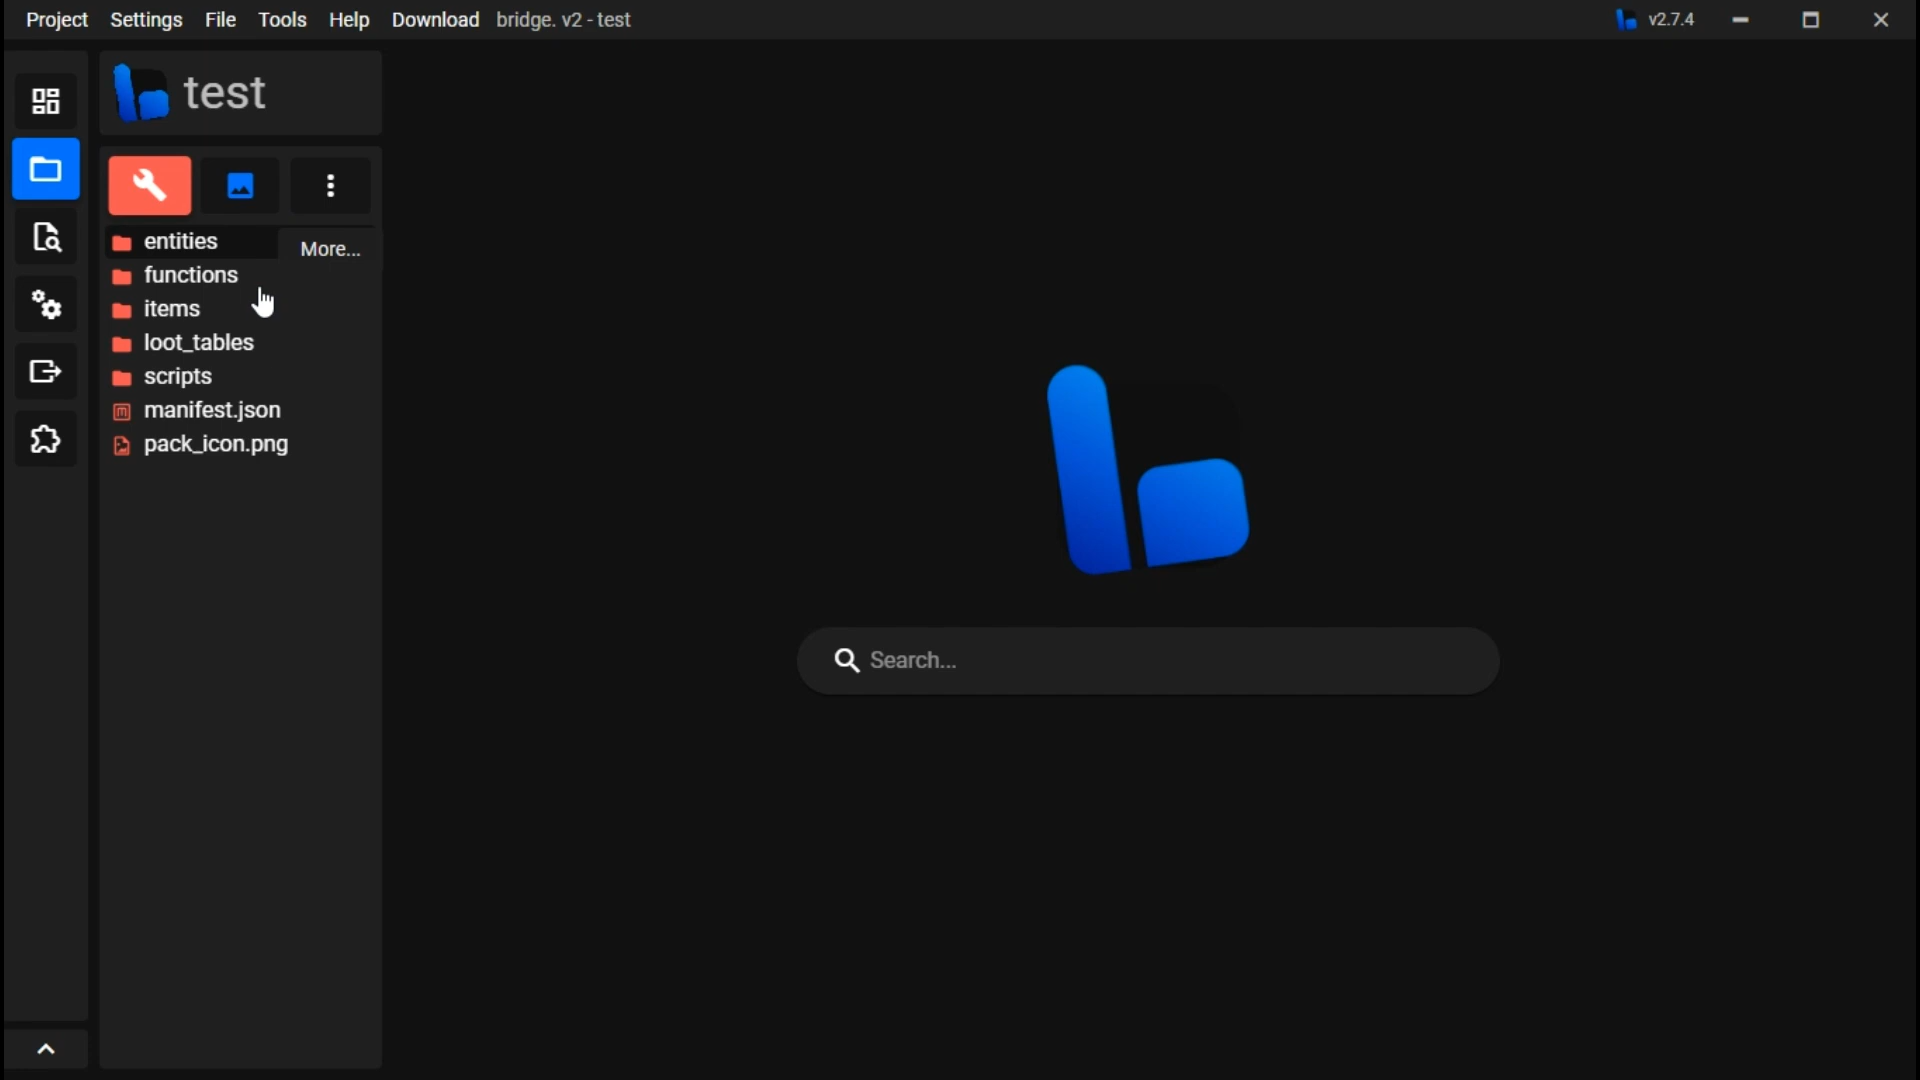 Project Settings File Tools Help Download bridge. v2 - test v2.7.4
test
entities
More...
functions
items
loot_tables
scripts
manifest.json
pack_icon.png
Search...